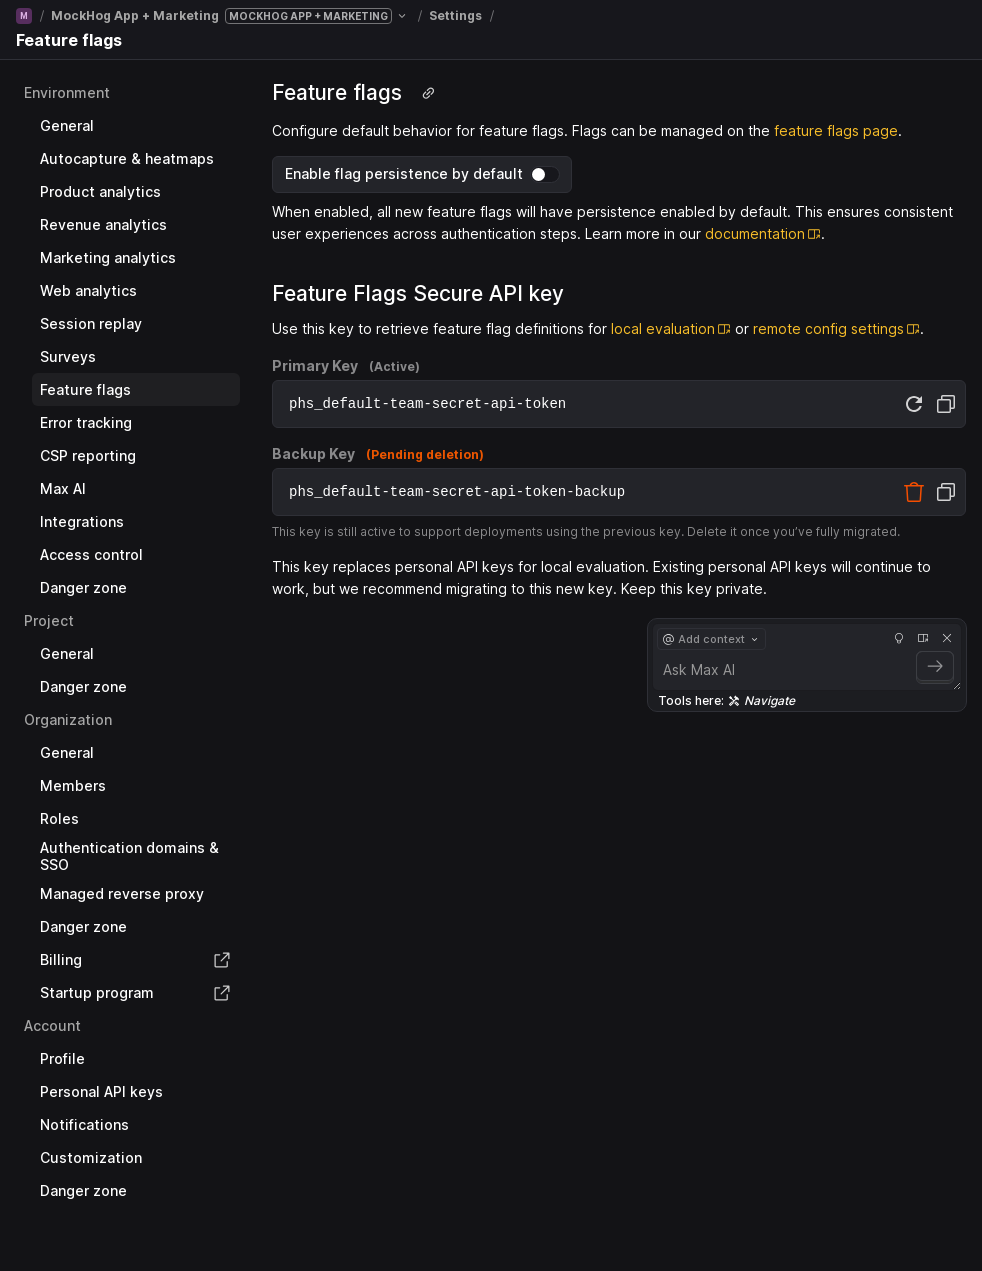 M / MockHog App + Marketing MOCKHOG APP + MARKETING / Settings /
Feature flags
Environment
General
Autocapture & heatmaps
Product analytics
Revenue analytics
Marketing analytics
Web analytics
Session replay
Surveys
Feature flags
Error tracking
CSP reporting
Max AI
Integrations
Access control
Danger zone
Project
General
Danger zone
Organization
General
Members
Roles
Authentication domains &
SSO
Managed reverse proxy
Danger zone
Billing
Startup program
Account
Profile
Personal API keys
Notifications
Customization
Danger zone
Feature flags
Configure default behavior for feature flags. Flags can be managed on the feature flags page.
Enable flag persistence by default
When enabled, all new feature flags will have persistence enabled by default. This ensures consistent
user experiences across authentication steps. Learn more in our documentation.
Feature Flags Secure API key
Use this key to retrieve feature flag definitions for local evaluation or remote config settings.
Primary Key (Active)
phs_default-team-secret-api-token
Backup Key (Pending deletion)
phs_default-team-secret-api-token-backup
This key is still active to support deployments using the previous key. Delete it once you’ve fully migrated.
This key replaces personal API keys for local evaluation. Existing personal API keys will continue to
work, but we recommend migrating to this new key. Keep this key private.
@ Add context
Ask Max AI
Tools here: Navigate